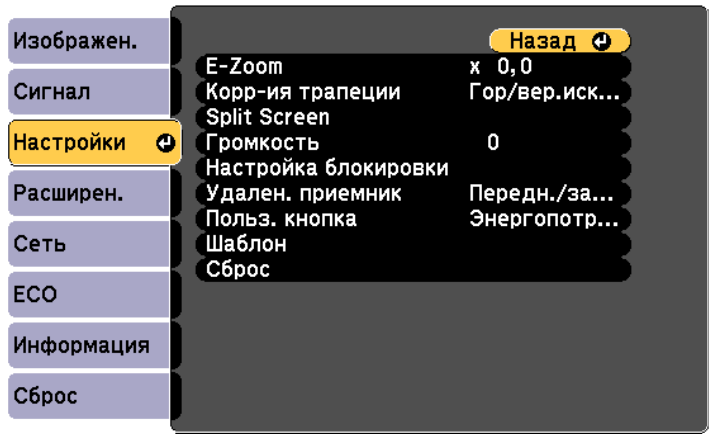 Изображен.
Сигнал
Настройки
Расширен.
Сеть
ECO
Информация
Сброс
Назад
E-Zoom x 0,0
Корр-ия трапеции Гор/вер.иск...
Split Screen
Громкость 0
Настройка блокировки
Удален. приемник Передн./за...
Польз. кнопка Энергопотр...
Шаблон
Сброс